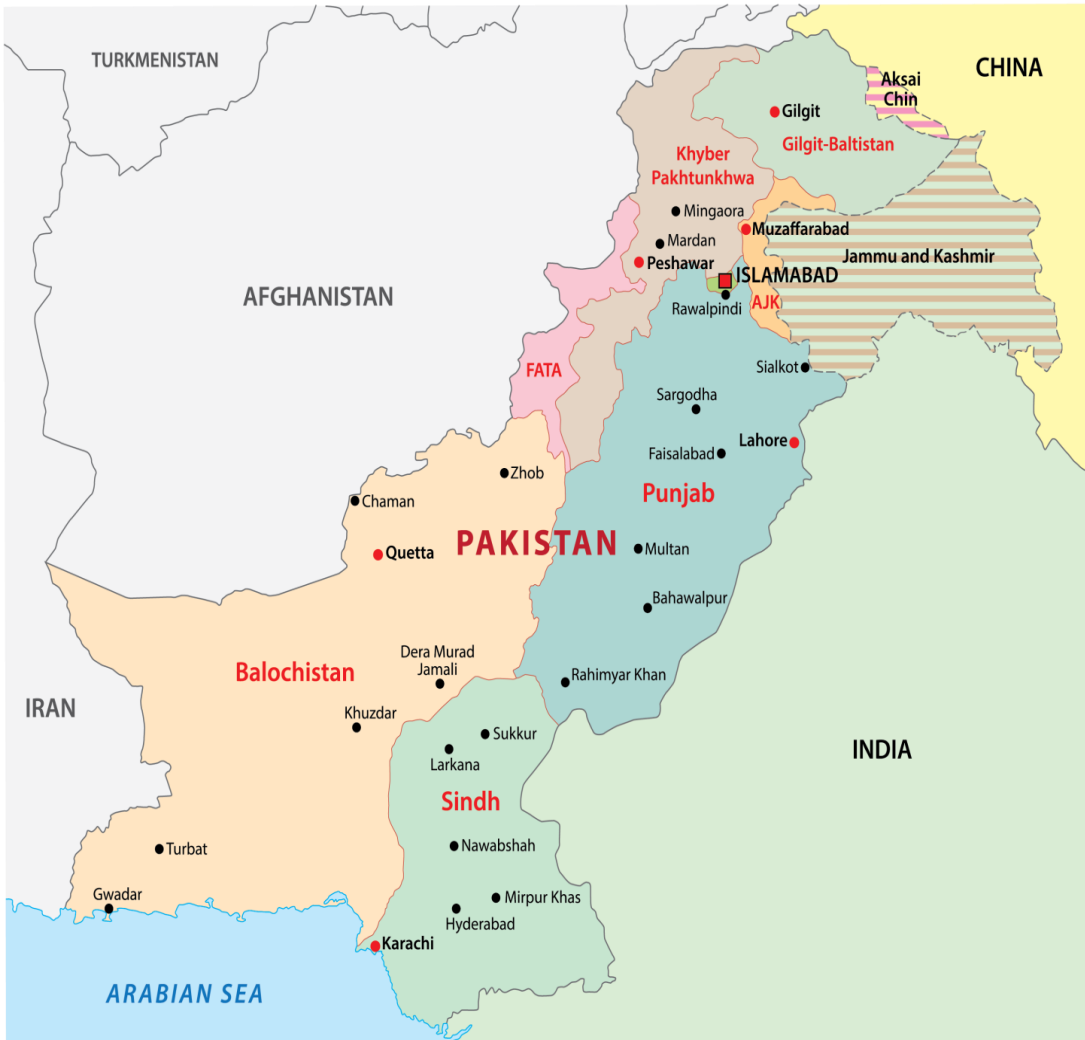 TURKMENISTAN
CHINA
Aksai
Chin
Gilgit
Gilgit-Baltistan
Khyber
Pakhtunkhwa
Mingaora
Muzaffarabad
Mardan
Jammu and Kashmir
Peshawar
ISLAMABAD
AFGHANISTAN
AJK
Rawalpindi
FATA
Sialkot
Sargodha
Lahore
Faisalabad
Zhob
Punjab
Chaman
PAKISTAN
Quetta
Multan
Bahawalpur
Dera Murad
Jamali
Balochistan
Rahimyar Khan
IRAN
Khuzdar
Sukkur
INDIA
Larkana
Sindh
Turbat
Nawabshah
Gwadar
Mirpur Khas
Hyderabad
Karachi
ARABIAN SEA